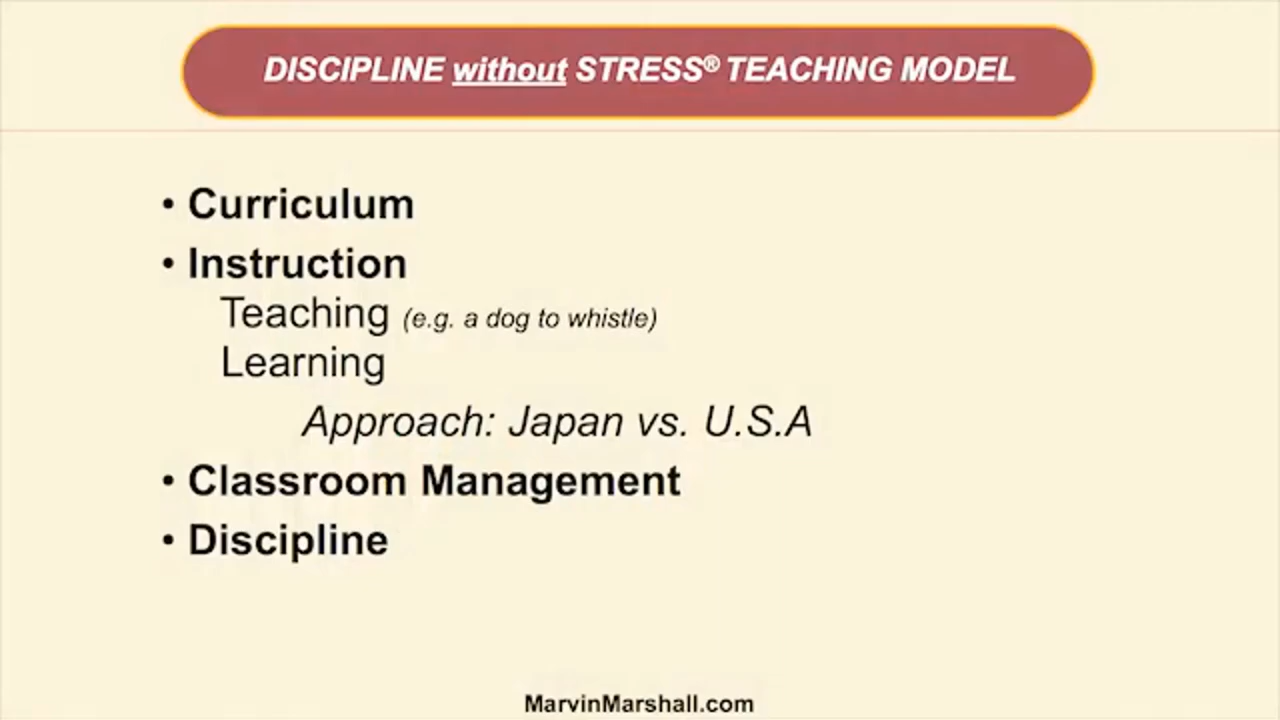 DISCIPLINE without STRESS® TEACHING MODEL
• Curriculum
• Instruction
Teaching (e.g. a dog to whistle)
Learning
Approach: Japan vs. U.S.A
• Classroom Management
• Discipline
MarvinMarshall.com